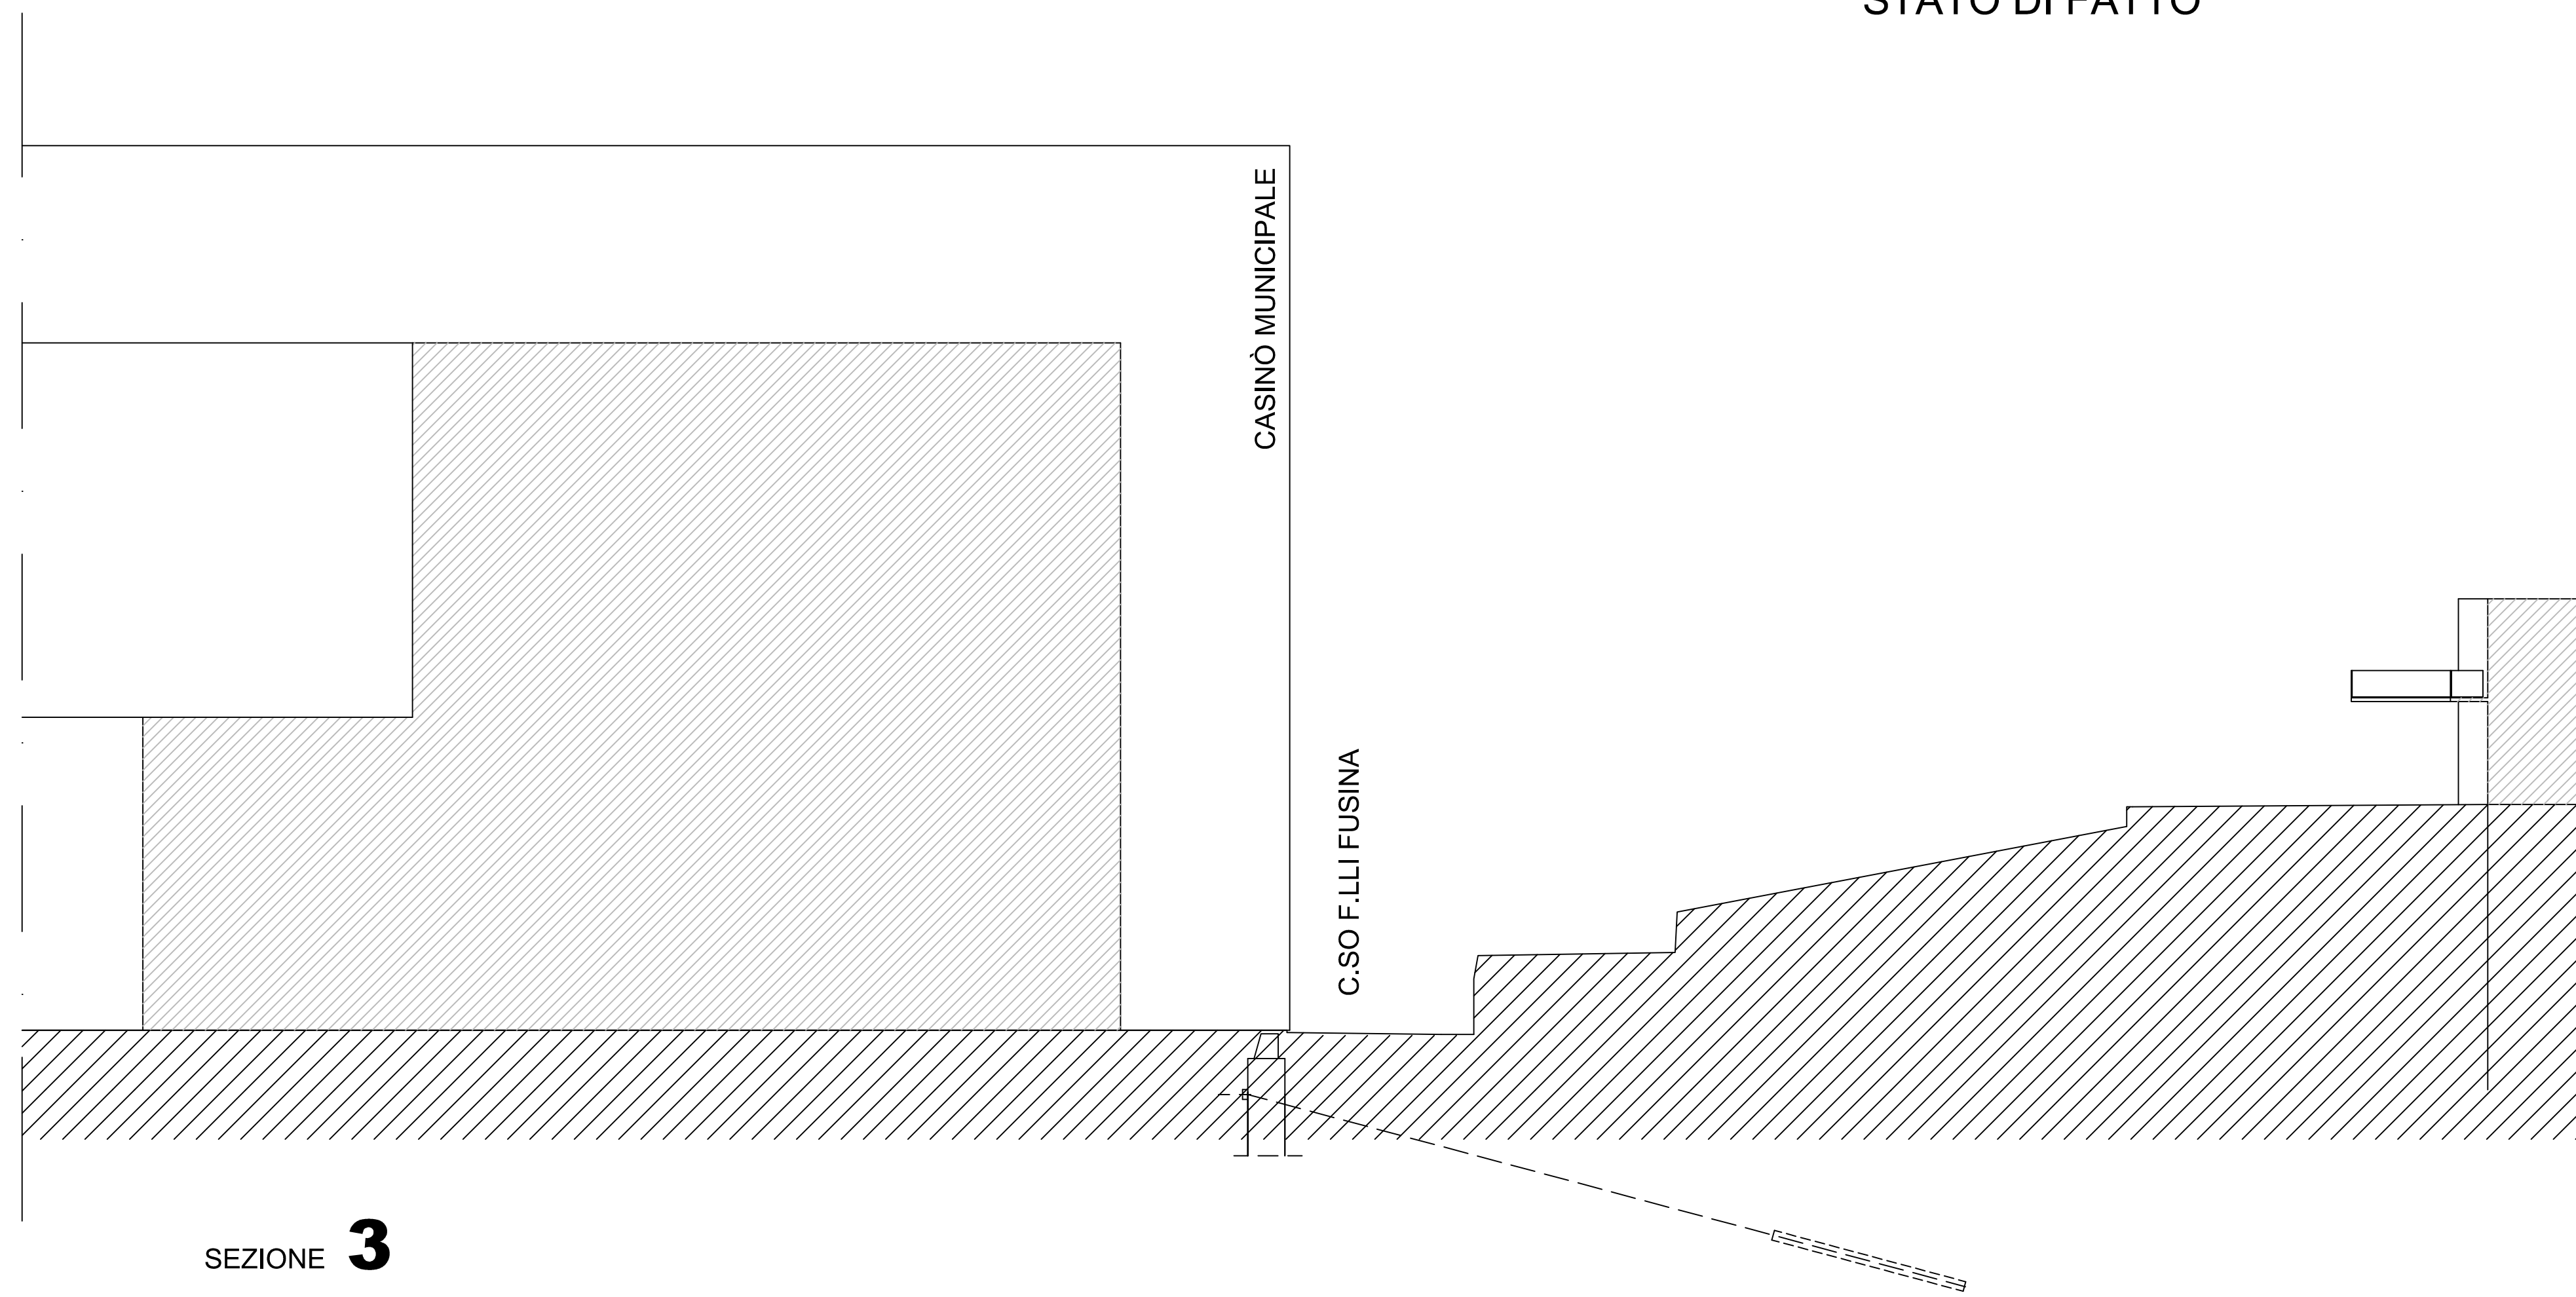 STATO DI FATTO
CASINÒ MUNICIPALE
C.SO F.LLI FUSINA
SEZIONE 3